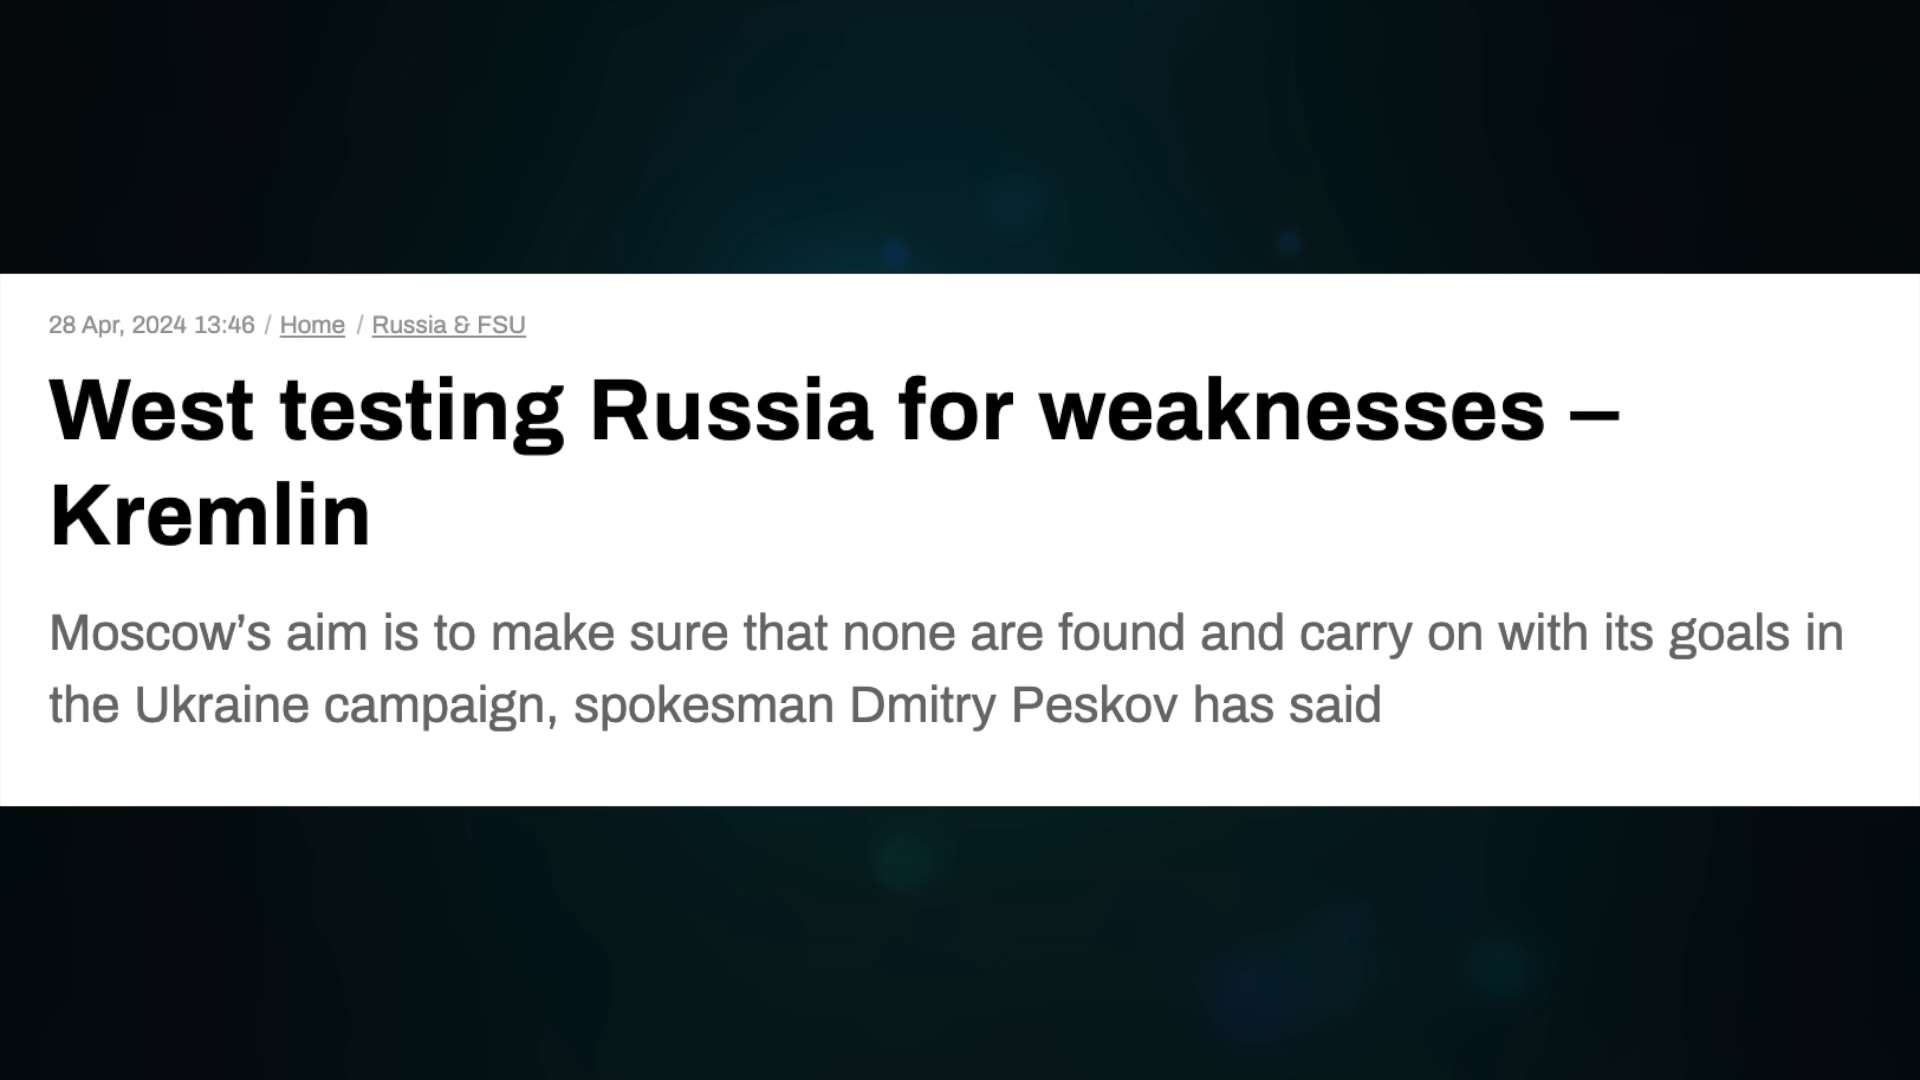 28 Apr, 2024 13:46 / Home / Russia & FSU
West testing Russia for weaknesses –
Kremlin
Moscow’s aim is to make sure that none are found and carry on with its goals in
the Ukraine campaign, spokesman Dmitry Peskov has said